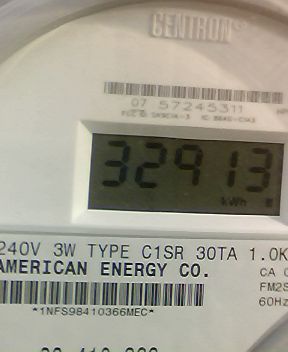 CENTRON
07 57245311
32913
kWh
240V 3W TYPE C1SR 30TA 1.0K
AMERICAN ENERGY CO.
CA 0
FM2S
60Hz
*1NFS98410366MEC*